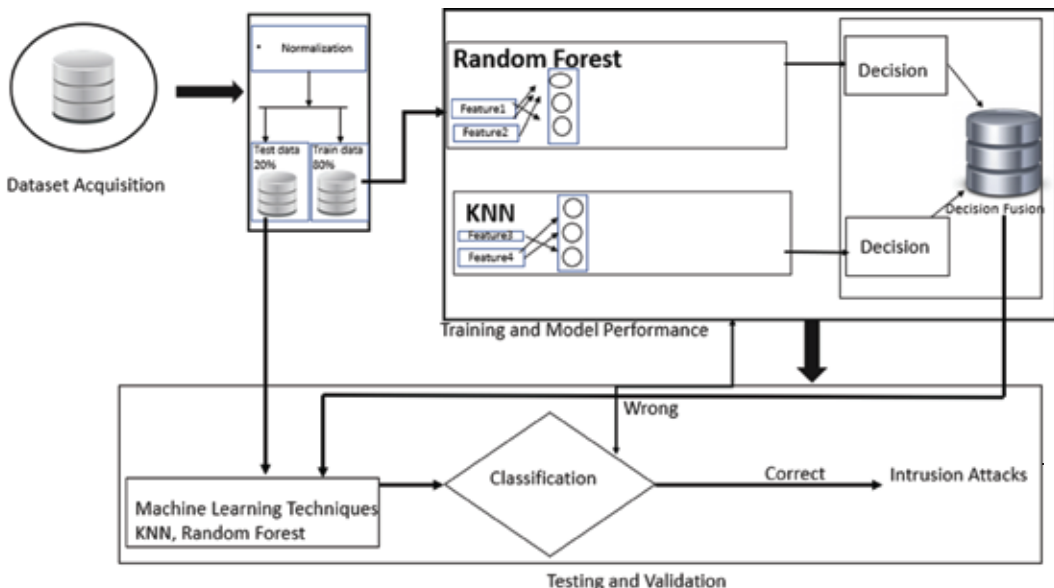 Dataset Acquisition
• Normalization
Test data
20%
Train data
80%
Random Forest
Feature1
Feature2
KNN
Feature3
Feature4
Decision
Decision
Decision Fusion
Training and Model Performance
Wrong
Classification
Correct
Intrusion Attacks
Machine Learning Techniques
KNN, Random Forest
Testing and Validation